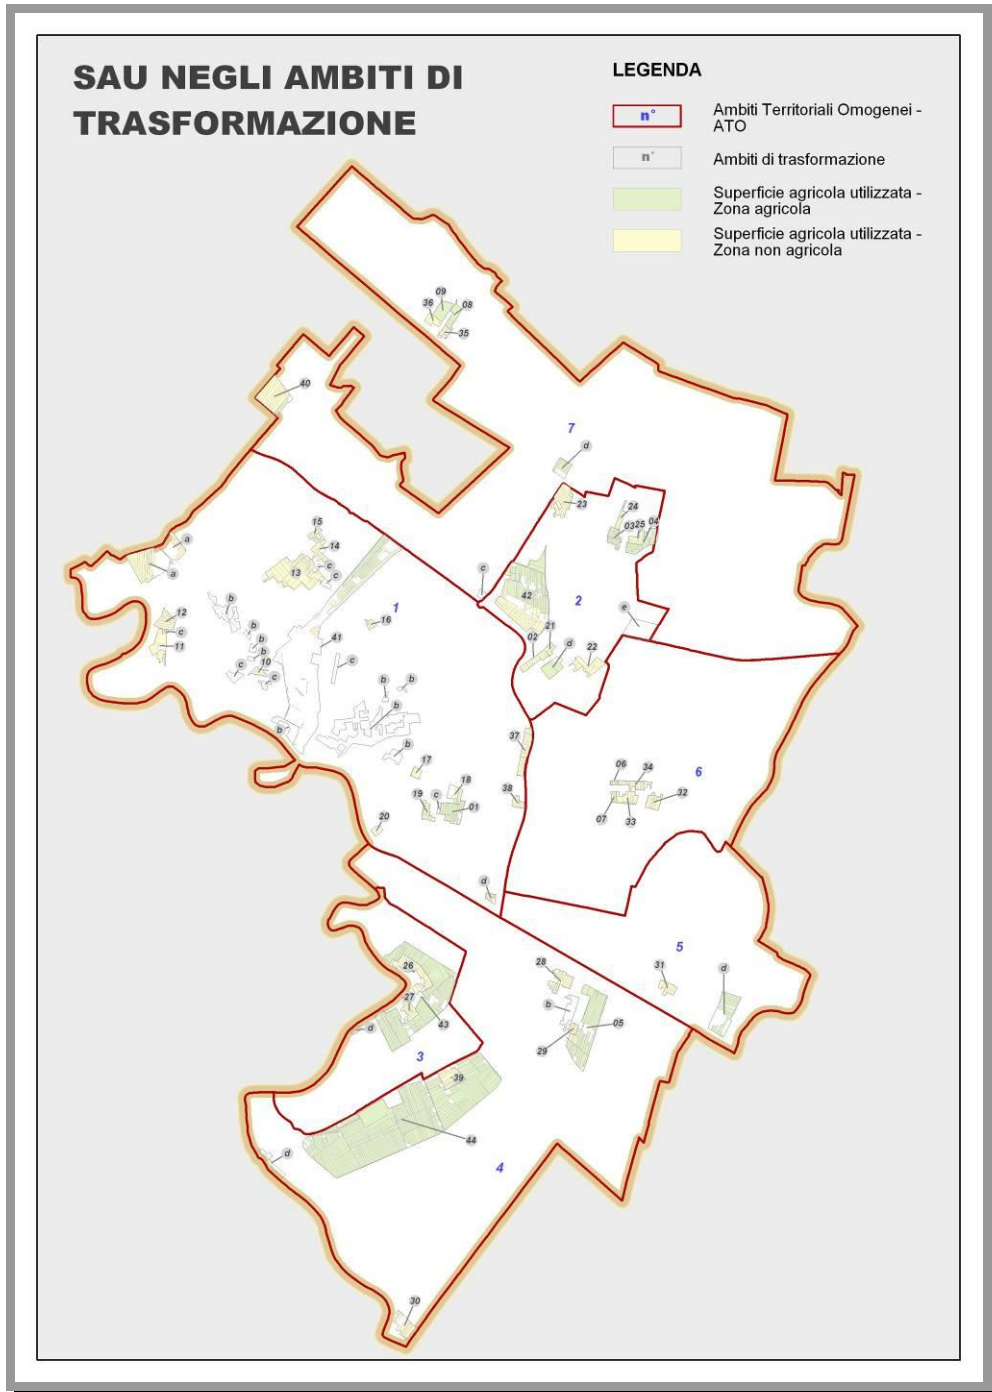 SAU NEGLI AMBITI DI
TRASFORMAZIONE
LEGENDA
n°
Ambiti Territoriali Omogenei -
ATO
n°
Ambiti di trasformazione
Superficie agricola utilizzata -
Zona agricola
Superficie agricola utilizzata -
Zona non agricola
09
36
08
35
40
7
d
23
24
03
25
04
15
14
13
c
c
a
a
c
42
2
e
b
1
16
12
c
11
b
b
b
c
10
c
41
c
02
21
d
22
b
b
b
b
b
37
17
18
19
c
01
38
20
06
34
6
32
07
33
d
5
31
d
26
27
43
d
3
28
b
05
29
39
44
d
4
30